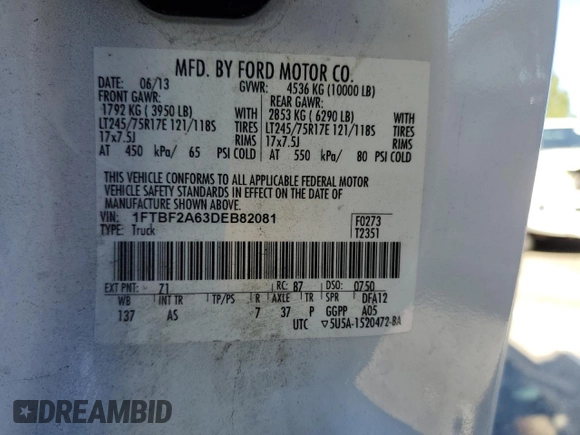 MFD. BY FORD MOTOR CO.
DATE: 06/13 GVWR: 4536 KG (10000 LB)
FRONT GAWR: REAR GAWR:
1792 KG ( 3950 LB) WITH 2853 KG ( 6290 LB) WITH
LT245/75R17E 121/118S TIRES LT245/75R17E 121/118S TIRES
17x7.5J RIMS 17x7.5J RIMS
AT 450 kPa/ 65 PSI COLD AT 550 kPa/ 80 PSI COLD
THIS VEHICLE CONFORMS TO ALL APPLICABLE FEDERAL MOTOR
VEHICLE SAFETY STANDARDS IN EFFECT ON THE DATE OF
MANUFACTURE SHOWN ABOVE.
VIN: 1FTBF2A63DEB82081 F0273
TYPE: Truck T2351
EXT PNT: Z1 RC: B7 DSO: 0750
WB INT TR TP/PS R AXLE TR SPR DFA12
137 AS 7 37 P GGPP A05
UTC ▽5U5A-1520472-BA
DREAMBID